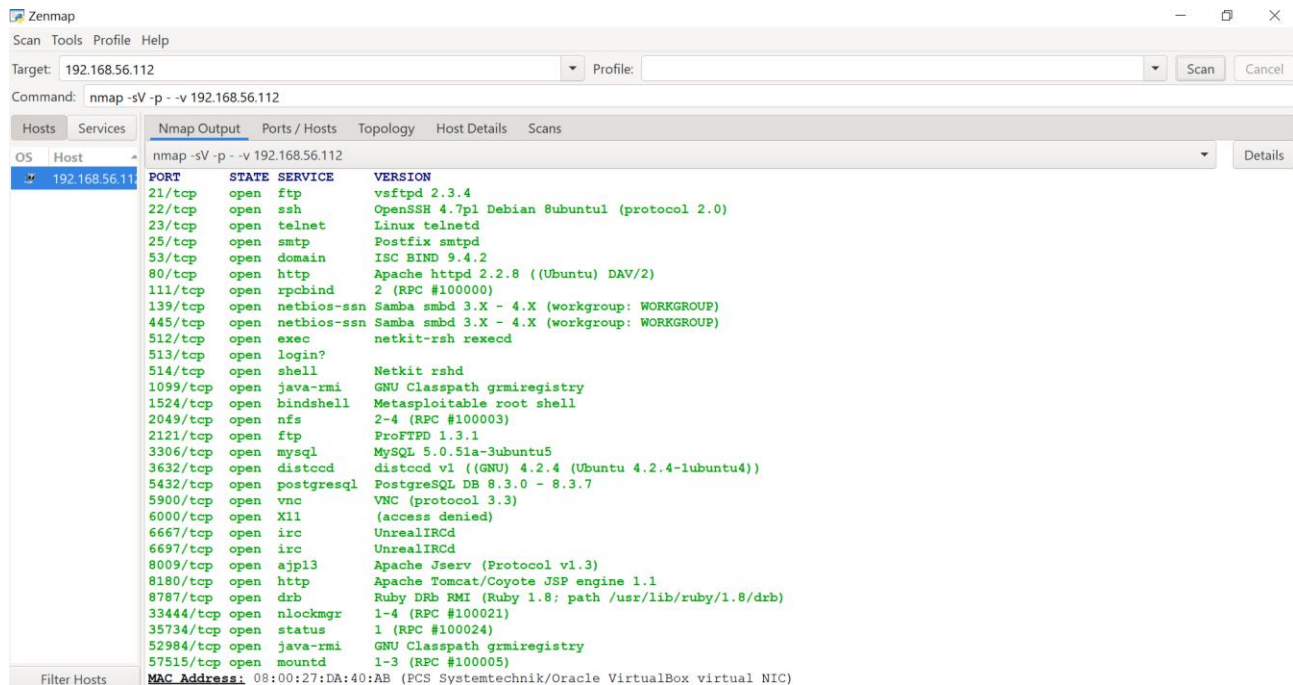 Zenmap
Scan Tools Profile Help
Target: 192.168.56.112 Profile: Scan Cancel
Command: nmap -sV -p - -v 192.168.56.112
Hosts Services Nmap Output Ports / Hosts Topology Host Details Scans
OS Host nmap -sV -p - -v 192.168.56.112 Details
192.168.56.112 PORT STATE SERVICE VERSION
21/tcp open ftp vsftpd 2.3.4
22/tcp open ssh OpenSSH 4.7p1 Debian 8ubuntu1 (protocol 2.0)
23/tcp open telnet Linux telnetd
25/tcp open smtp Postfix smtpd
53/tcp open domain ISC BIND 9.4.2
80/tcp open http Apache httpd 2.2.8 ((Ubuntu) DAV/2)
111/tcp open rpcbind 2 (RPC #100000)
139/tcp open netbios-ssn Samba smbd 3.X - 4.X (workgroup: WORKGROUP)
445/tcp open netbios-ssn Samba smbd 3.X - 4.X (workgroup: WORKGROUP)
512/tcp open exec netkit-rsh rexecd
513/tcp open login?
514/tcp open shell Netkit rshd
1099/tcp open java-rmi GNU Classpath grmiregistry
1524/tcp open bindshell Metasploitable root shell
2049/tcp open nfs 2-4 (RPC #100003)
2121/tcp open ftp ProFTPD 1.3.1
3306/tcp open mysql MySQL 5.0.51a-3ubuntu5
3632/tcp open distccd distccd v1 ((GNU) 4.2.4 (Ubuntu 4.2.4-1ubuntu4))
5432/tcp open postgresql PostgreSQL DB 8.3.0 - 8.3.7
5900/tcp open vnc VNC (protocol 3.3)
6000/tcp open X11 (access denied)
6667/tcp open irc UnrealIRCd
6697/tcp open irc UnrealIRCd
8009/tcp open ajp13 Apache Jserv (Protocol v1.3)
8180/tcp open http Apache Tomcat/Coyote JSP engine 1.1
8787/tcp open drb Ruby DRb RMI (Ruby 1.8; path /usr/lib/ruby/1.8/drb)
33444/tcp open nlockmgr 1-4 (RPC #100021)
35734/tcp open status 1 (RPC #100024)
52984/tcp open java-rmi GNU Classpath grmiregistry
57515/tcp open mountd 1-3 (RPC #100005)
Filter Hosts MAC Address: 08:00:27:DA:40:AB (PCS Systemtechnik/Oracle VirtualBox virtual NIC)